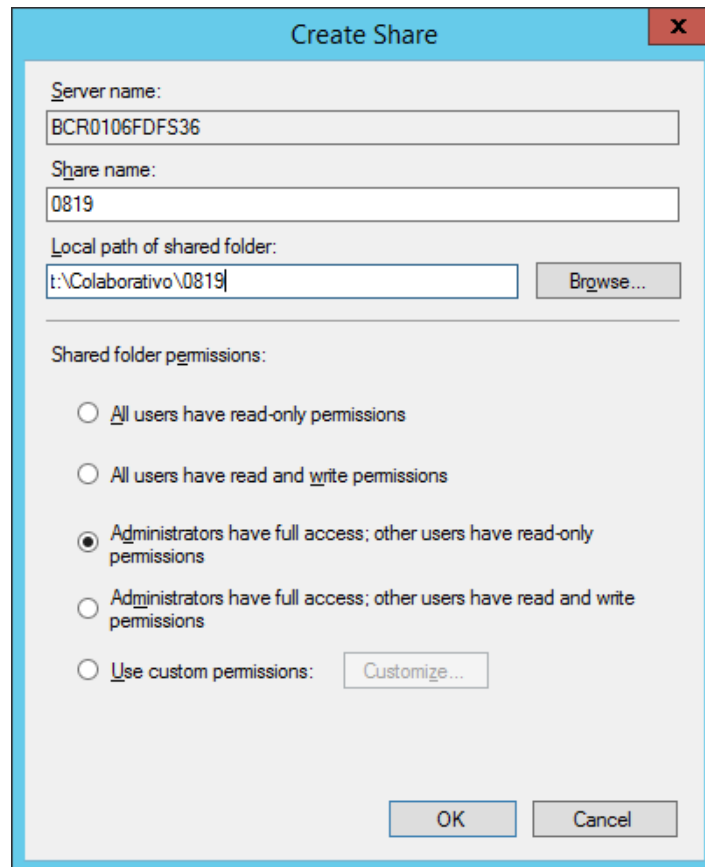 Create Share
x
Server name:
BCR0106FDFS36
Share name:
0819
Local path of shared folder:
t:\Colaborativo\0819
Browse...
Shared folder permissions:
All users have read-only permissions
All users have read and write permissions
Administrators have full access; other users have read-only
permissions
Administrators have full access; other users have read and write
permissions
Use custom permissions:
Customize...
OK
Cancel